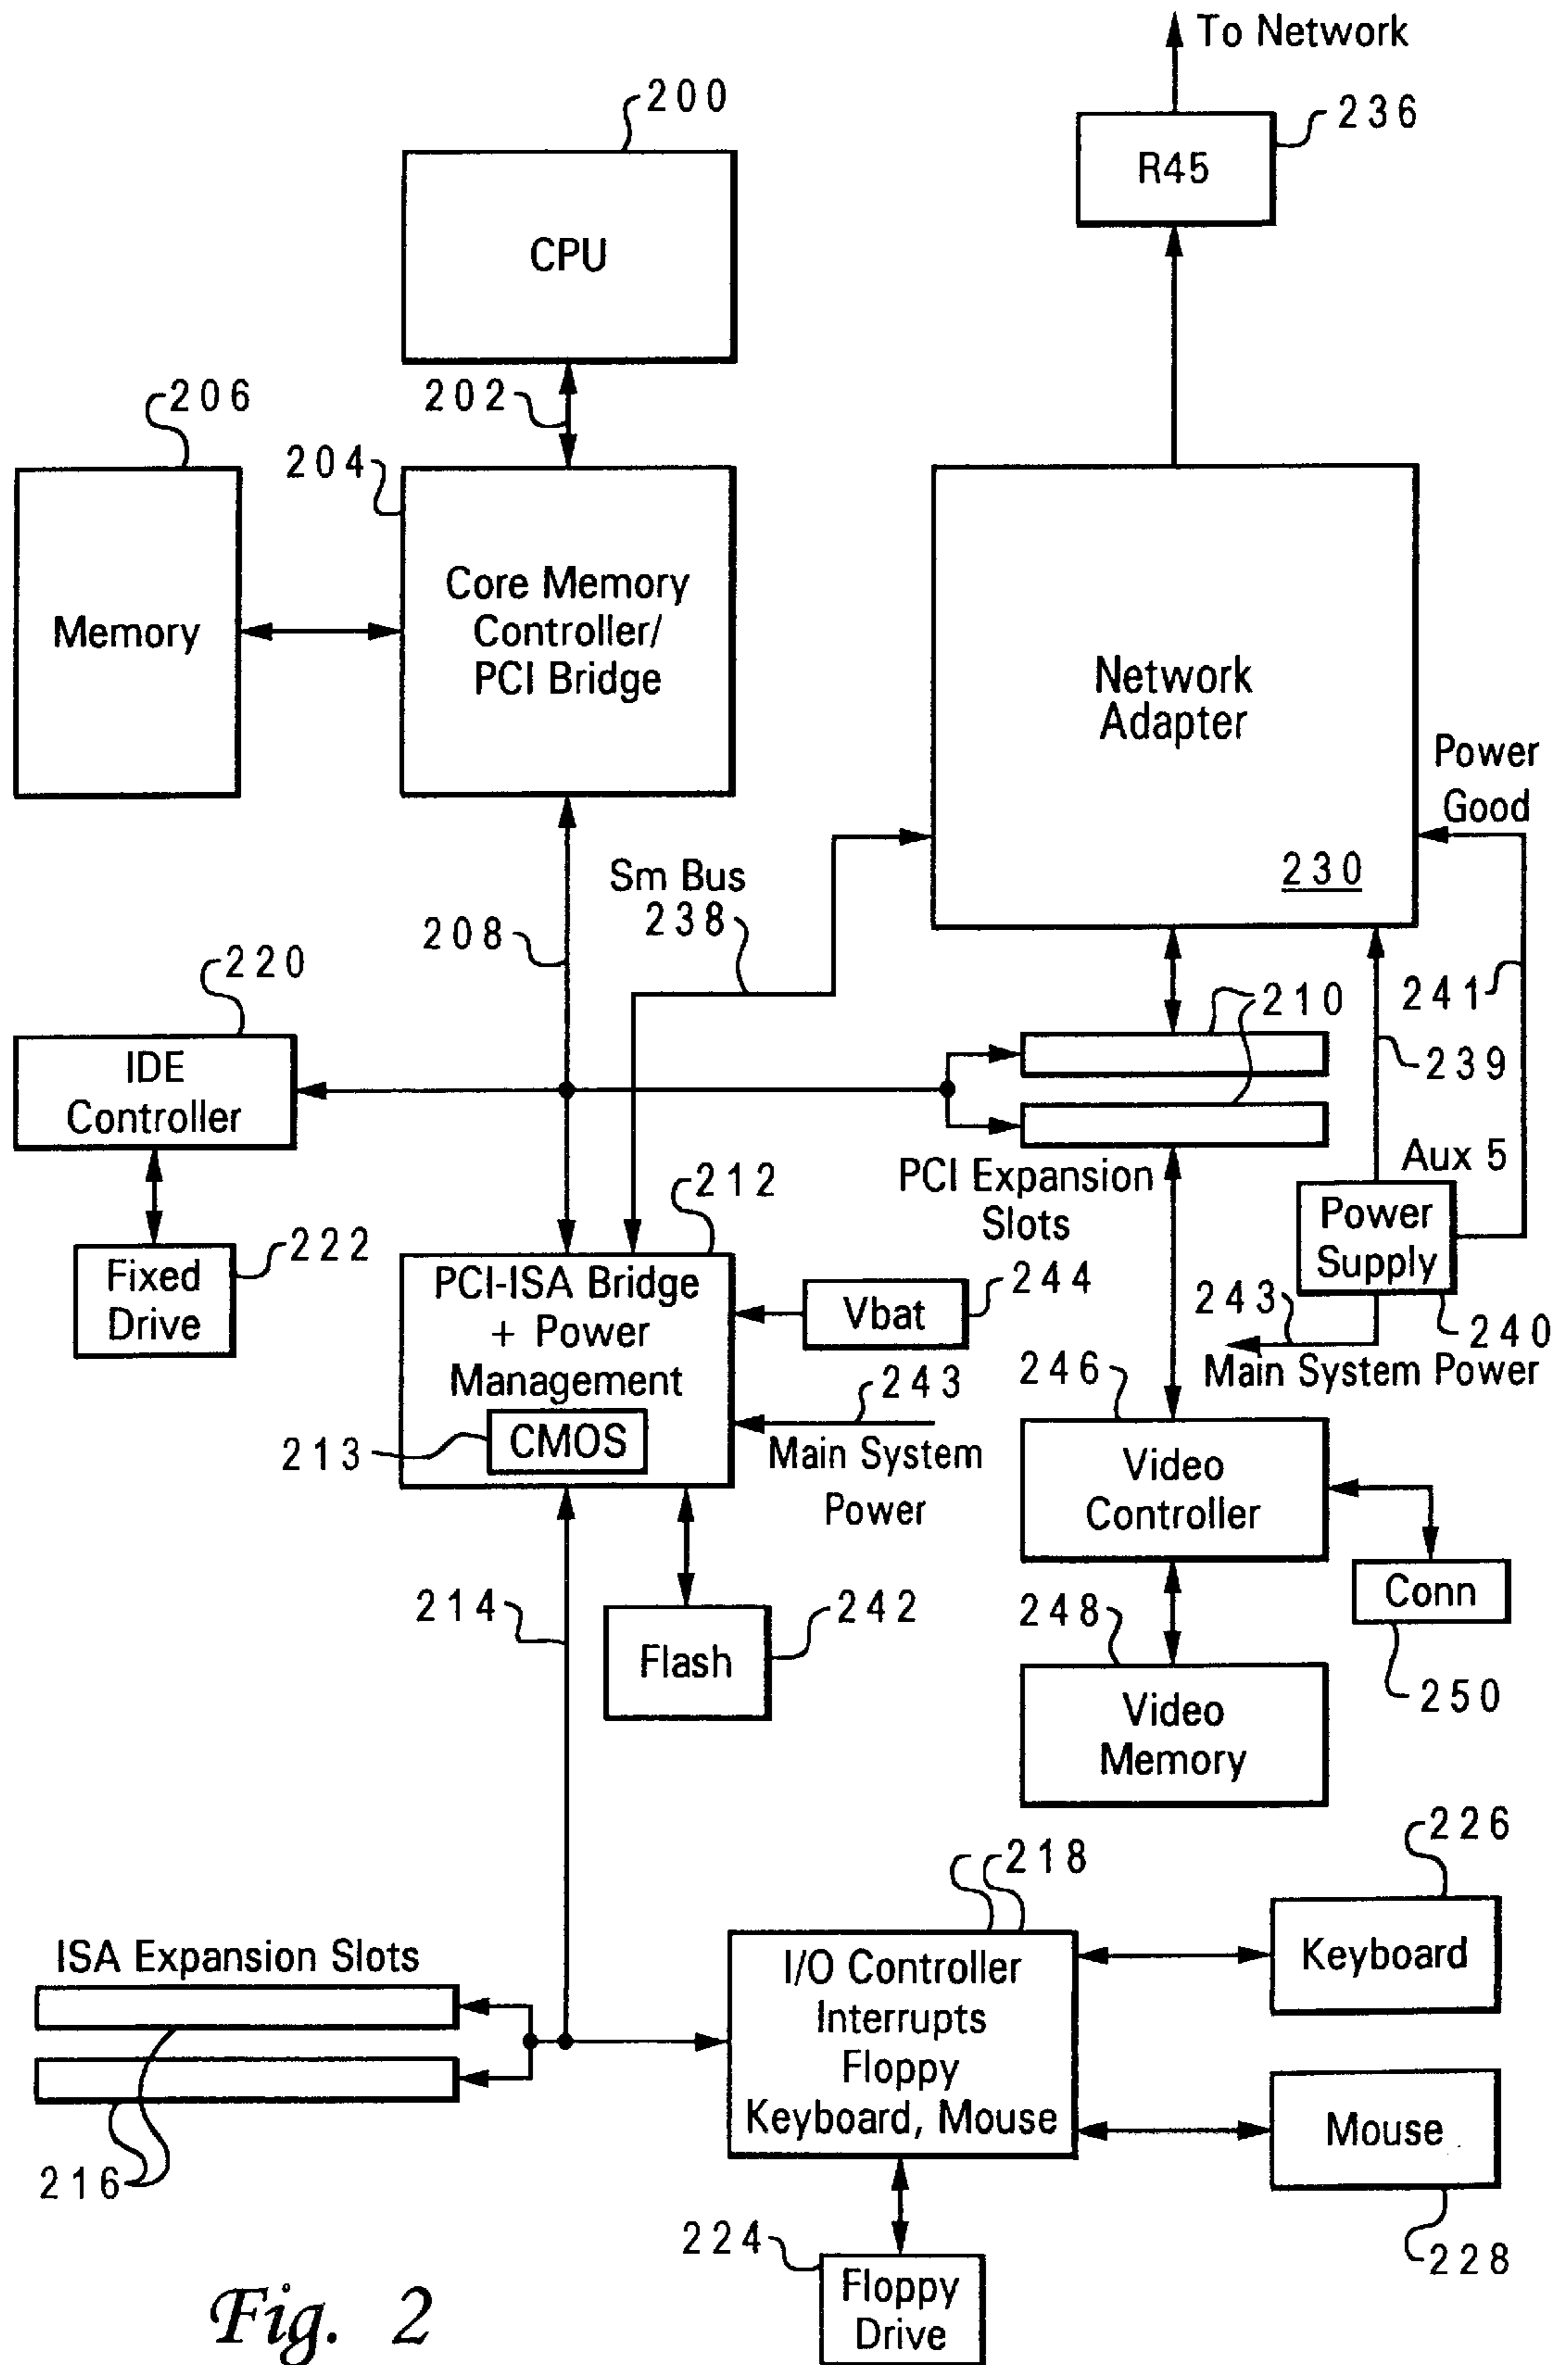 To Network
200
236
R45
CPU
202
206
204
Core Memory
Controller/
PCI Bridge
Memory
Network
Adapter
Power
Good
230
Sm Bus
238
208
220
210
241
239
IDE
Controller
Aux 5
PCI Expansion
Slots
212
222
Fixed
Drive
Power
Supply
244
PCI-ISA Bridge
+ Power
Management
Vbat
243
240
Main System Power
246
243
CMOS
213
Main System
Power
Video
Controller
Conn
214
242
248
Flash
250
Video
Memory
226
218
ISA Expansion Slots
I/O Controller
Interrupts
Floppy
Keyboard, Mouse
Keyboard
Mouse
216
224
228
Floppy
Drive
Fig. 2